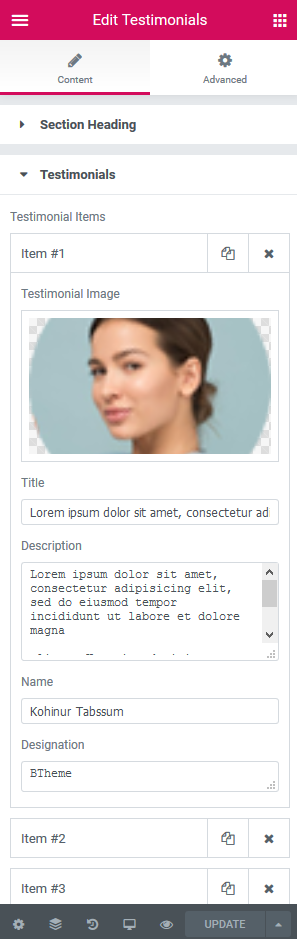 Edit Testimonials
Content
Advanced
Section Heading
Testimonials
Testimonial Items
Item #1
Testimonial Image
Title
Lorem ipsum dolor sit amet, consectetur adi
Description
Lorem ipsum dolor sit amet,
consectetur adipisicing elit,
sed do eiusmod tempor
incididunt ut labore et dolore
magna
Name
Kohinur Tabssum
Designation
BTheme
Item #2
Item #3
UPDATE